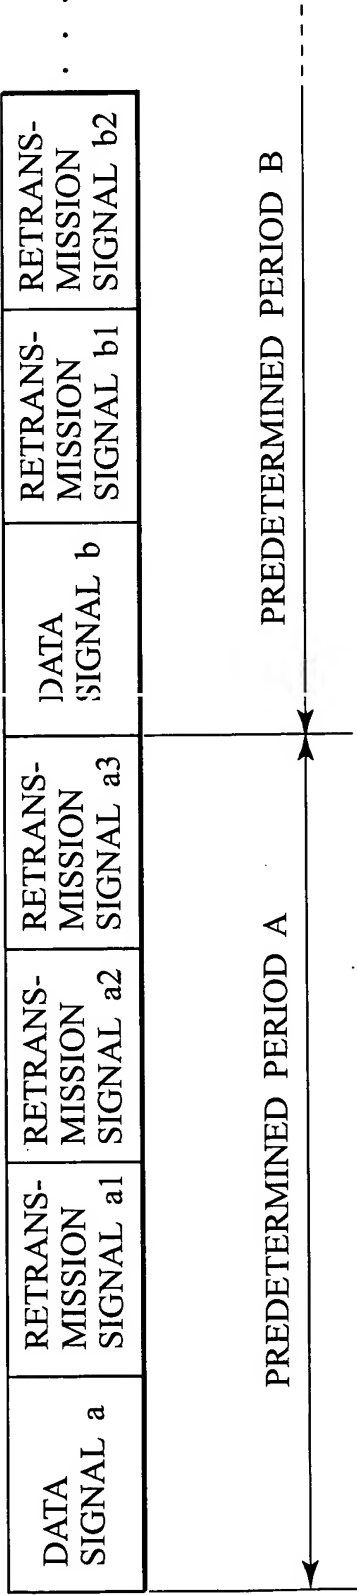 DATA
SIGNAL a
RETRANS-
MISSION
SIGNAL a1
RETRANS-
MISSION
SIGNAL a2
RETRANS-
MISSION
SIGNAL a3
DATA
SIGNAL b
RETRANS-
MISSION
SIGNAL b1
RETRANS-
MISSION
SIGNAL b2
. . .
PREDETERMINED PERIOD A
PREDETERMINED PERIOD B